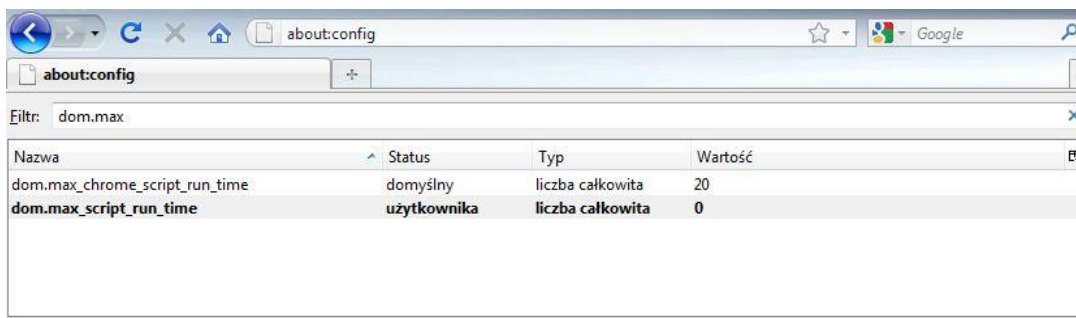 about:config Google
about:config
Filtr: dom.max
Nazwa Status Typ Wartość
dom.max_chrome_script_run_time domyślny liczba całkowita 20
dom.max_script_run_time użytkownika liczba całkowita 0